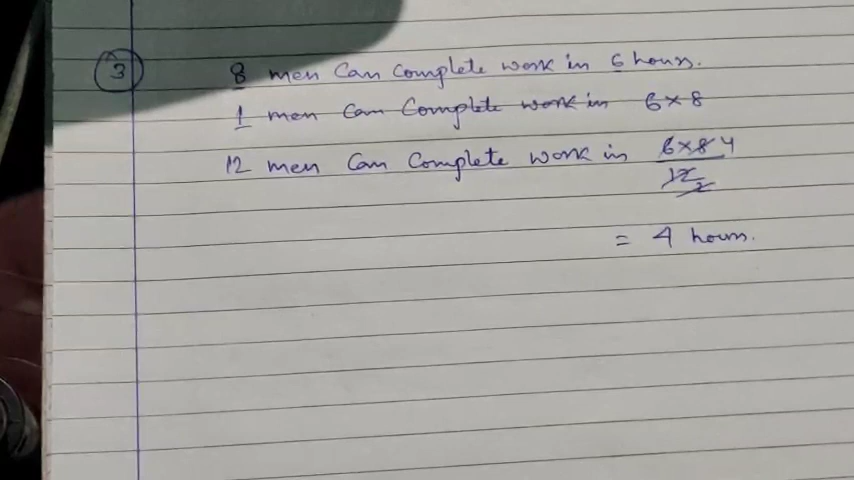 3 8 men can complete work in 6 hours.
1 men can complete work in 6 × 8
12 men can complete work in 6 × 8 4
12 2
= 4 hours.